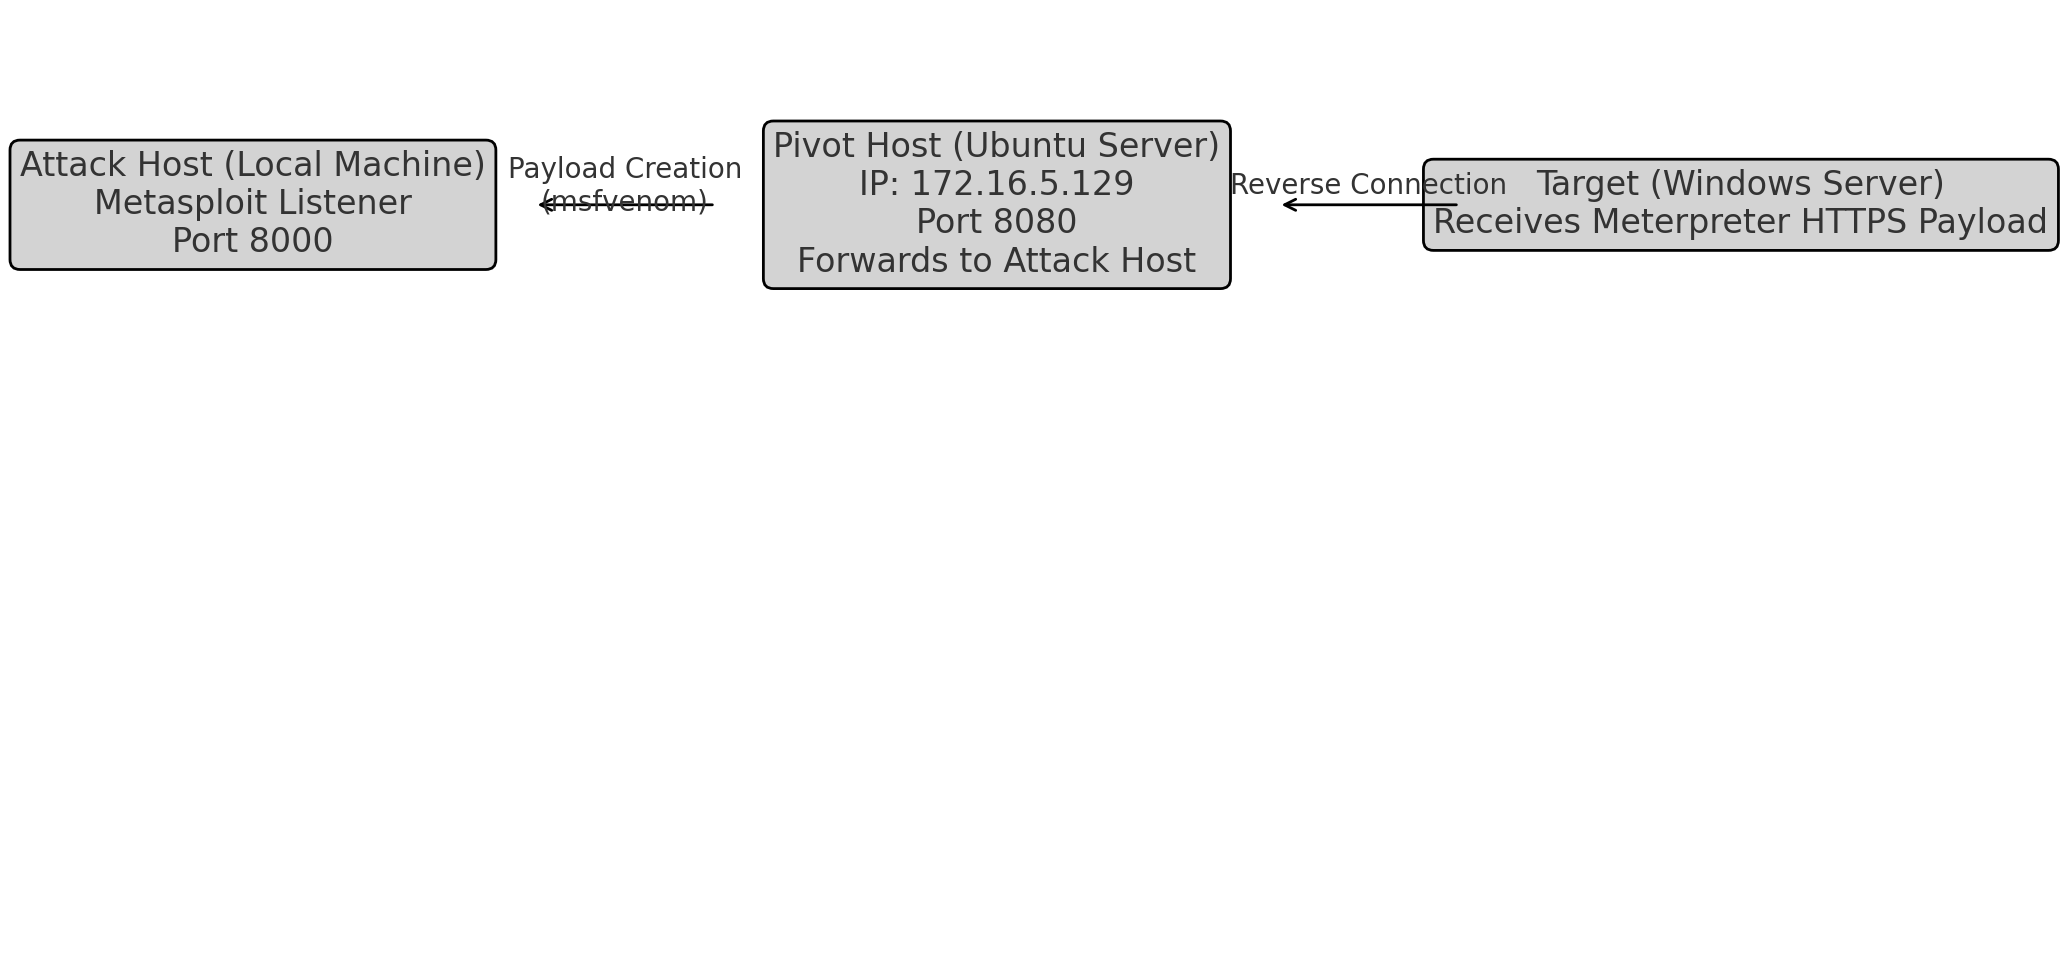 Attack Host (Local Machine)
Metasploit Listener
Port 8000
Payload Creation
(msfvenom)
Pivot Host (Ubuntu Server)
IP: 172.16.5.129
Port 8080
Forwards to Attack Host
Reverse Connection
Target (Windows Server)
Receives Meterpreter HTTPS Payload